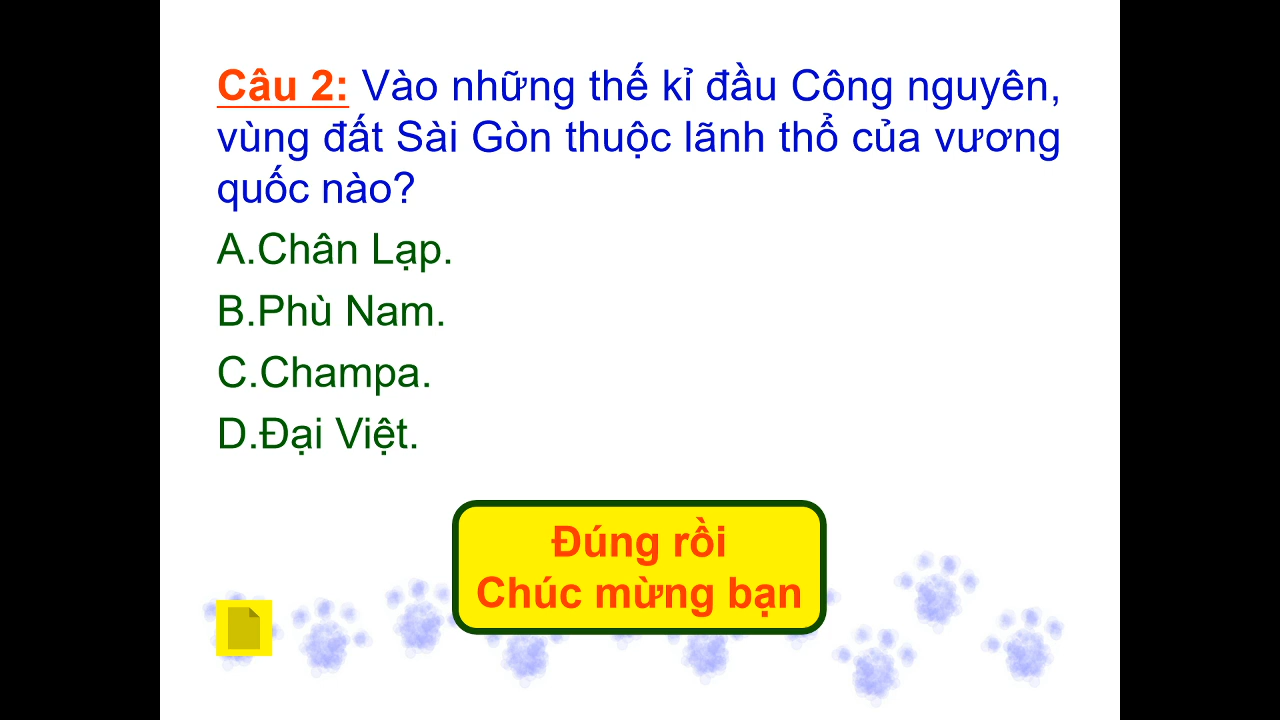 Câu 2: Vào những thế kỉ đầu Công nguyên,
vùng đất Sài Gòn thuộc lãnh thổ của vương
quốc nào?
A.Chân Lạp.
B.Phù Nam.
C.Champa.
D.Đại Việt.
Đúng rồi
Chúc mừng bạn